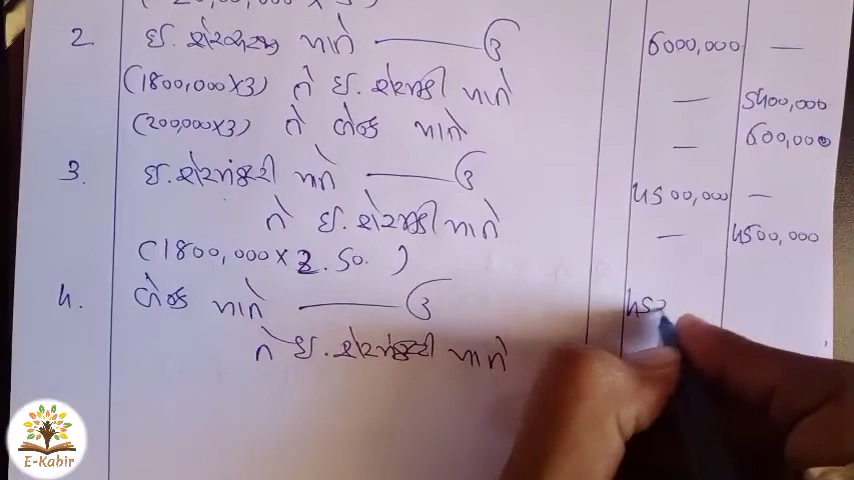 2. ઇ. શેરઅરજી ખાતે ——— ઉ 6000,000 —
(1800,000×3) તે ઇ. શેરમૂડી ખાતે — 5400,000
(200,000×3) તે બેન્ક ખાતે — 600,000
3. ઇ. શેરમંજૂરી ખાતે ——— ઉ 4500,000 —
તે ઇ. શેરમૂડી ખાતે — 4500,000
(1800,000×2.50.)
4. બેન્ક ખાતે ——— ઉ 45
તે ઇ. શેરમંજૂરી ખાતે
E-Kabir